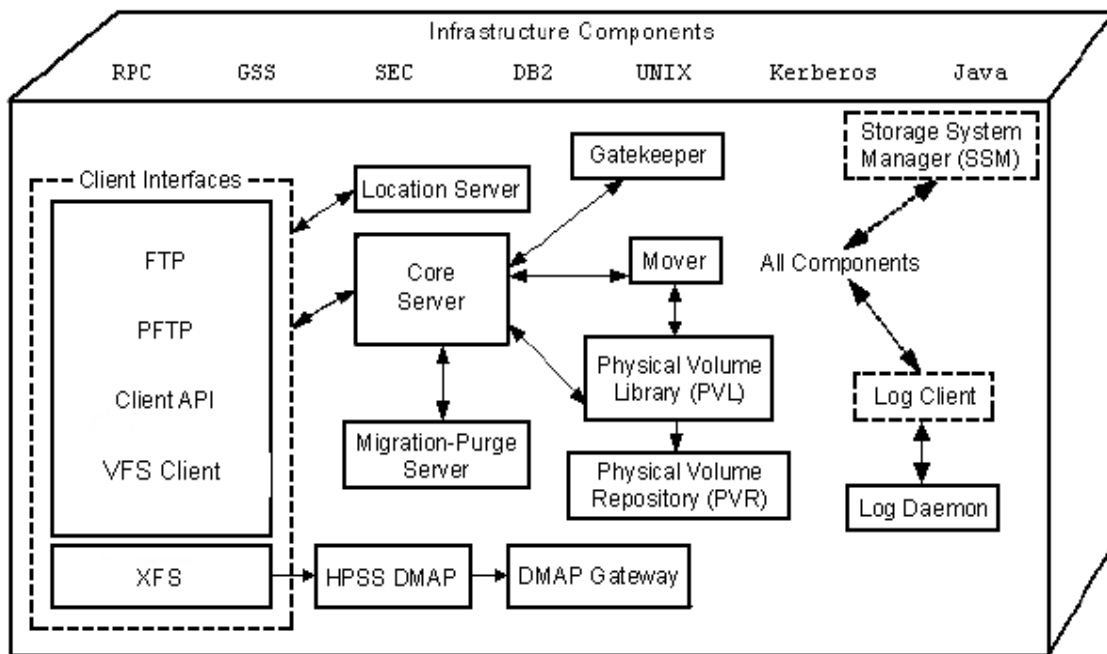 Infrastructure Components
RPC GSS SEC DB2 UNIX Kerberos Java
Storage System
Manager (SSM)
Gatekeeper
Client Interfaces
Location Server
FTP
PFTP
Client API
VFS Client
XFS
Core
Server
Mover
All Components
Physical Volume
Library (PVL)
Log Client
Migration-Purge
Server
Physical Volume
Repository (PVR)
Log Daemon
HPSS DMAP
DMAP Gateway